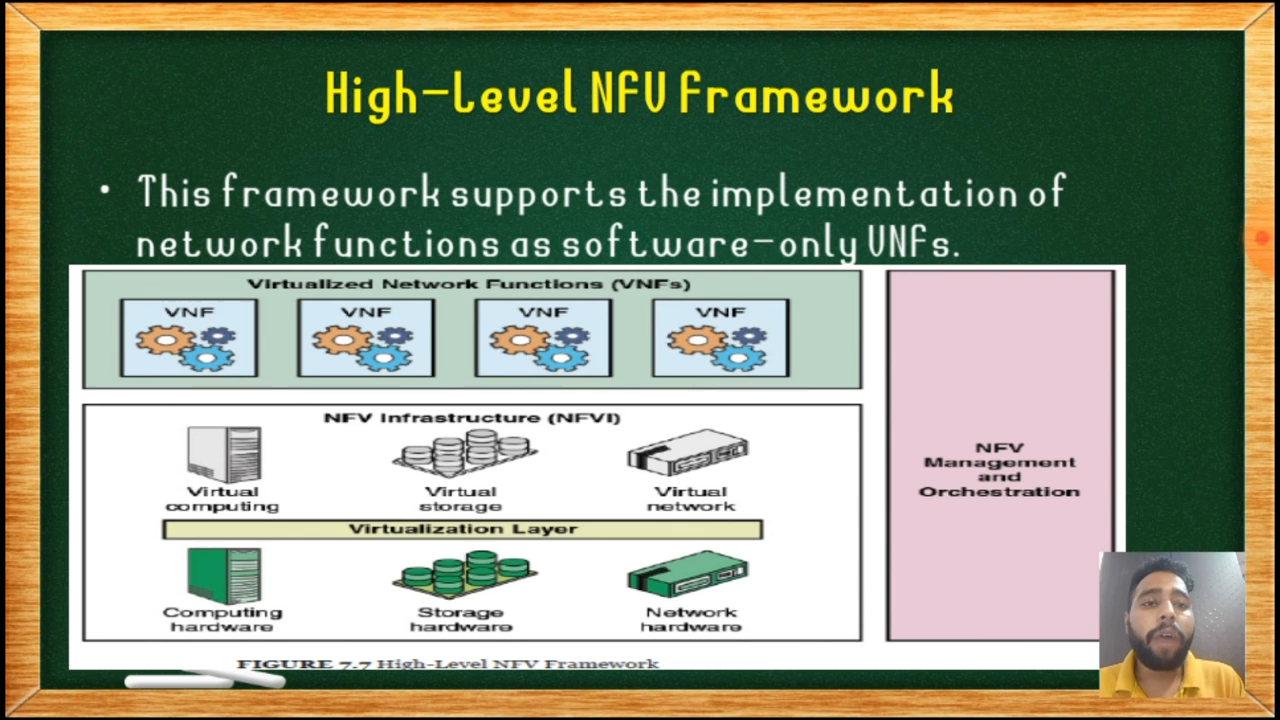 High-Level NFV Framework
• This framework supports the implementation of
network functions as software-only VNFs.
Virtualized Network Functions (VNFs)
VNF VNF VNF VNF
NFV Infrastructure (NFVI)
Virtual computing
Virtual storage
Virtual network
Virtualization Layer
Computing hardware
Storage hardware
Network hardware
NFV
Management
and
Orchestration
FIGURE 7.7 High-Level NFV Framework